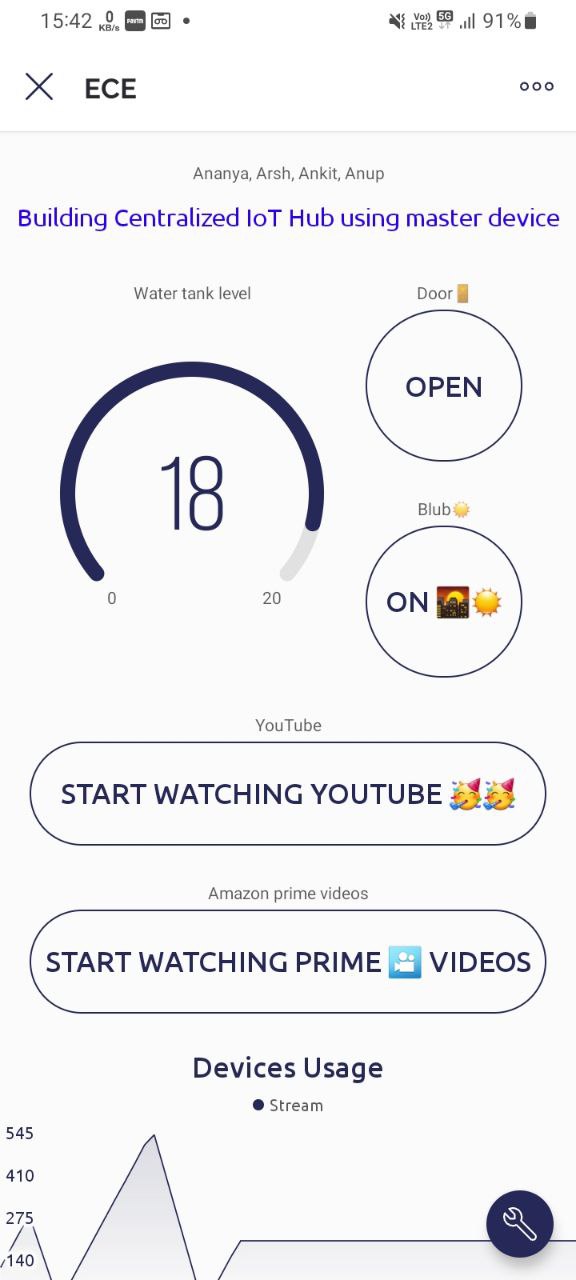 15:42 0 KB/s Paytm Vo)) LTE2 5G 91%
ECE
Ananya, Arsh, Ankit, Anup
Building Centralized IoT Hub using master device
Water tank level
Door🚪
OPEN
18
0 20
Blub☀️
ON 🌇☀️
YouTube
START WATCHING YOUTUBE 🥳🥳
Amazon prime videos
START WATCHING PRIME 🎦 VIDEOS
Devices Usage
Stream
545
410
275
140